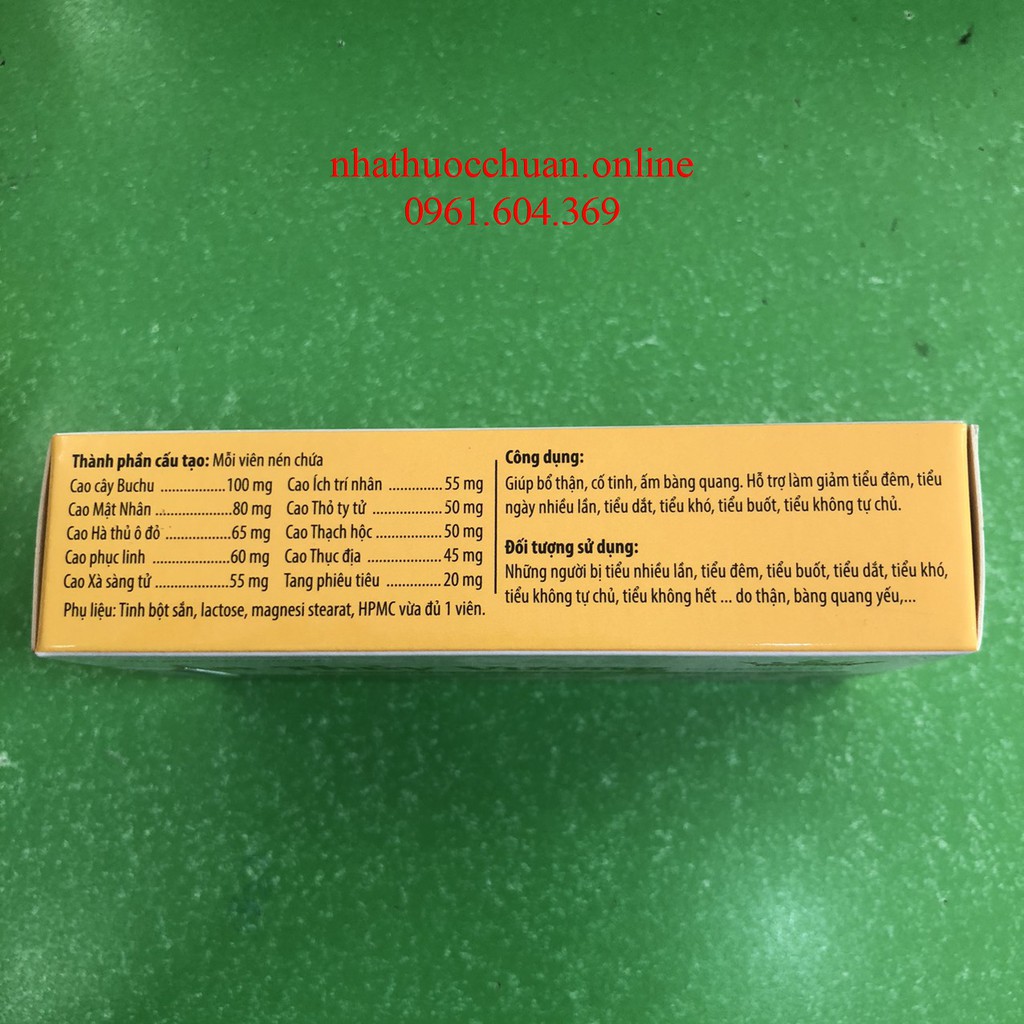 nhathuocchuan.online
0961.604.369
Thành phần cấu tạo: Mỗi viên nén chứa
Cao cây Buchu ..................100 mg
Cao Mật Nhân .....................80 mg
Cao Hà thủ ô đỏ ..................65 mg
Cao phục linh .....................60 mg
Cao Xà sàng tử ...................55 mg
Cao Ích trí nhân ..............55 mg
Cao Thỏ ty tử ...................50 mg
Cao Thạch hộc .................50 mg
Cao Thục địa ....................45 mg
Tang phiêu tiêu ...............20 mg
Phụ liệu: Tinh bột sắn, lactose, magnesi stearat, HPMC vừa đủ 1 viên.
Công dụng:
Giúp bổ thận, cố tinh, ấm bàng quang. Hỗ trợ làm giảm tiểu đêm, tiểu
ngày nhiều lần, tiểu dắt, tiểu khó, tiểu buốt, tiểu không tự chủ.
Đối tượng sử dụng:
Những người bị tiểu nhiều lần, tiểu đêm, tiểu buốt, tiểu dắt, tiểu khó,
tiểu không tự chủ, tiểu không hết ... do thận, bàng quang yếu,...